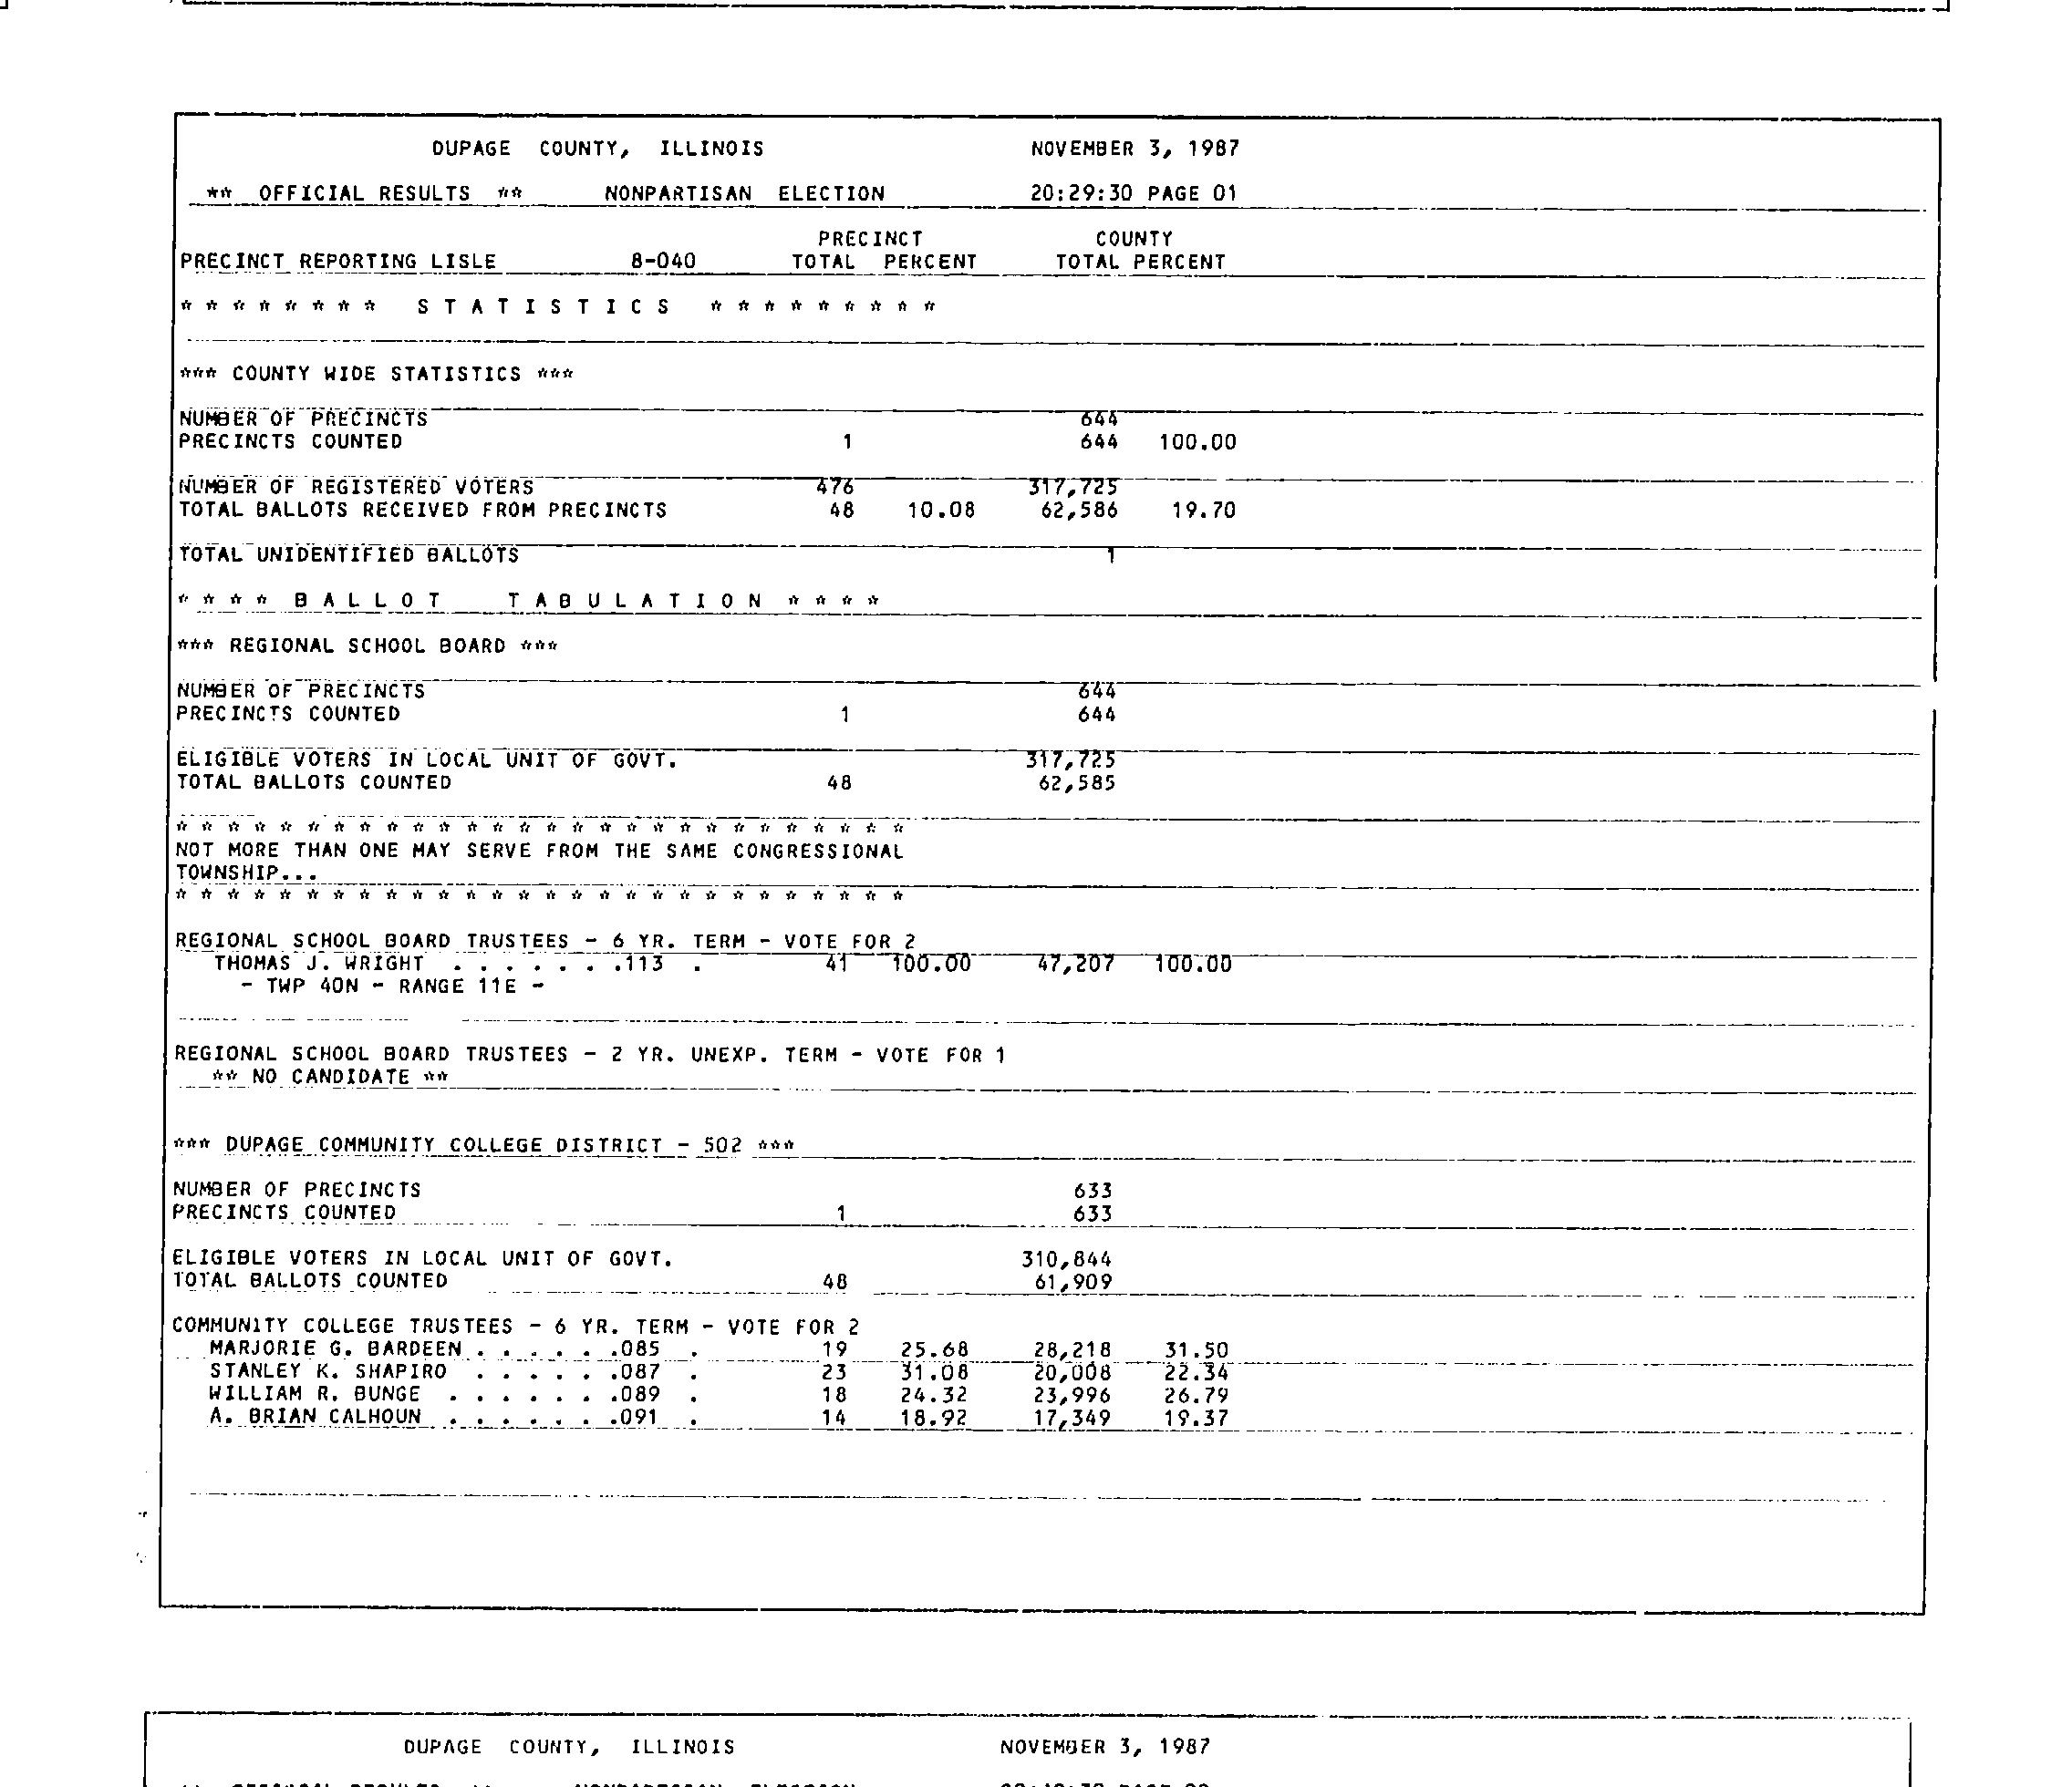 DUPAGE COUNTY, ILLINOIS NOVEMBER 3, 1987
** OFFICIAL RESULTS ** NONPARTISAN ELECTION 20:29:30 PAGE 01
PRECINCT COUNTY
PRECINCT REPORTING LISLE 8-040 TOTAL PERCENT TOTAL PERCENT
* * * * * * * * S T A T I S T I C S * * * * * * * * *
*** COUNTY WIDE STATISTICS ***
NUMBER OF PRECINCTS 644
PRECINCTS COUNTED 1 644 100.00
NUMBER OF REGISTERED VOTERS 476 317,725
TOTAL BALLOTS RECEIVED FROM PRECINCTS 48 10.08 62,586 19.70
TOTAL UNIDENTIFIED BALLOTS 1
* * * * B A L L O T T A B U L A T I O N * * * *
*** REGIONAL SCHOOL BOARD ***
NUMBER OF PRECINCTS 644
PRECINCTS COUNTED 1 644
ELIGIBLE VOTERS IN LOCAL UNIT OF GOVT. 317,725
TOTAL BALLOTS COUNTED 48 62,585
* * * * * * * * * * * * * * * * * * * * * * * * * * * *
NOT MORE THAN ONE MAY SERVE FROM THE SAME CONGRESSIONAL
TOWNSHIP...
* * * * * * * * * * * * * * * * * * * * * * * * * * * *
REGIONAL SCHOOL BOARD TRUSTEES - 6 YR. TERM - VOTE FOR 2
THOMAS J. WRIGHT . . . . . . .113 . 41 100.00 47,207 100.00
- TWP 40N - RANGE 11E -
REGIONAL SCHOOL BOARD TRUSTEES - 2 YR. UNEXP. TERM - VOTE FOR 1
** NO CANDIDATE **
*** DUPAGE COMMUNITY COLLEGE DISTRICT - 502 ***
NUMBER OF PRECINCTS 633
PRECINCTS COUNTED 1 633
ELIGIBLE VOTERS IN LOCAL UNIT OF GOVT. 310,844
TOTAL BALLOTS COUNTED 48 61,909
COMMUNITY COLLEGE TRUSTEES - 6 YR. TERM - VOTE FOR 2
MARJORIE G. BARDEEN . . . . . .085 . 19 25.68 28,218 31.50
STANLEY K. SHAPIRO . . . . . .087 . 23 31.08 20,008 22.34
WILLIAM R. BUNGE . . . . . . .089 . 18 24.32 23,996 26.79
A. BRIAN CALHOUN . . . . . . .091 . 14 18.92 17,349 19.37
DUPAGE COUNTY, ILLINOIS NOVEMBER 3, 1987